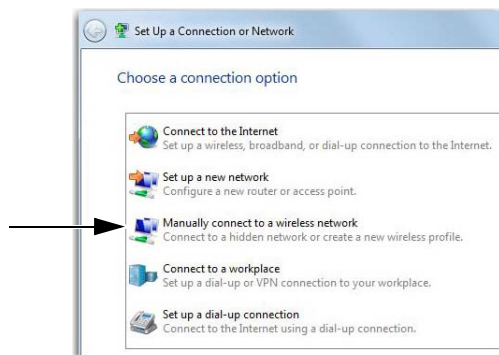 Set Up a Connection or Network
Choose a connection option
Connect to the Internet
Set up a wireless, broadband, or dial-up connection to the Internet.
Set up a new network
Configure a new router or access point.
Manually connect to a wireless network
Connect to a hidden network or create a new wireless profile.
Connect to a workplace
Set up a dial-up or VPN connection to your workplace.
Set up a dial-up connection
Connect to the Internet using a dial-up connection.